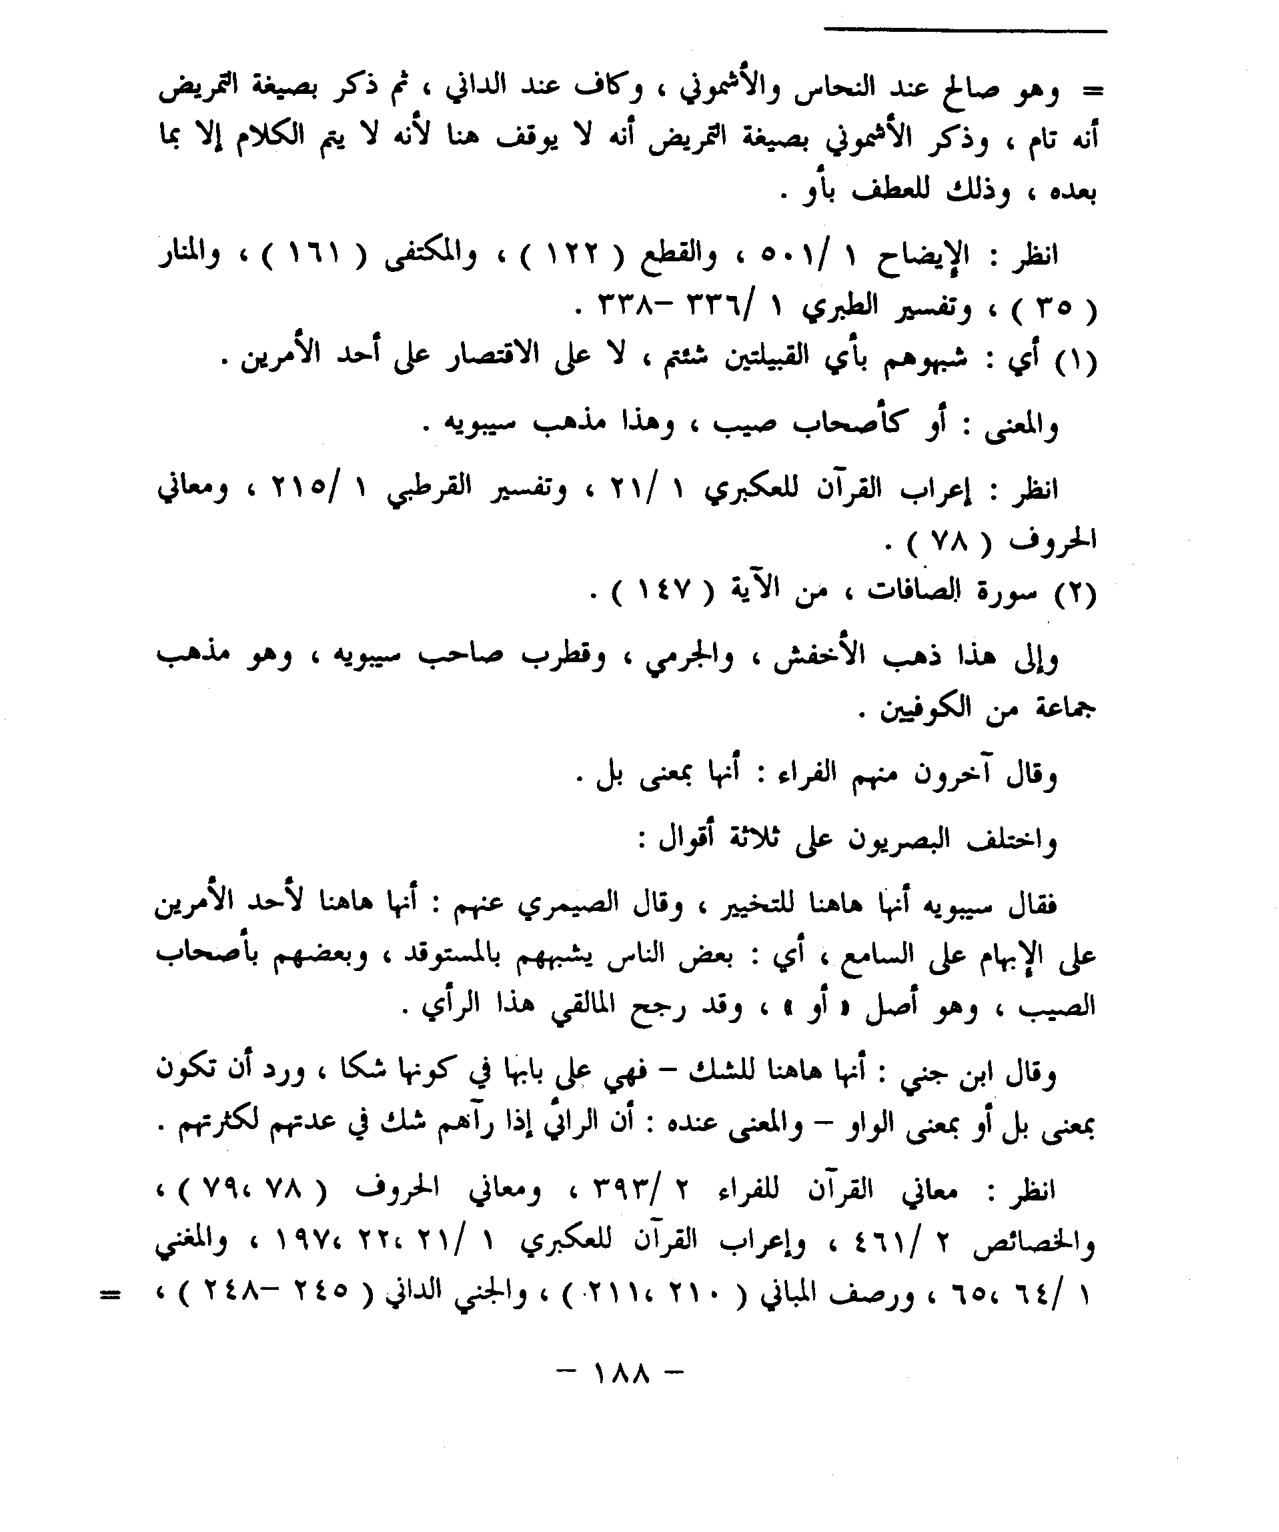 = وهو صالح عند النحاس والأشموني ، وكاف عند الداني ، ثم ذكر بصيغة التمريض
أنه تام ، وذكر الأشموني بصيغة التمريض أنه لا يوقف هنا لأنه لا يتم الكلام إلا بما
بعده ، وذلك للعطف بأو .
انظر : الإيضاح ١ /٥٠١ ، والقطع ( ١٢٢ ) ، والمكتفى ( ١٦١ ) ، والمنار
( ٣٥ ) ، وتفسير الطبري ١ /٣٣٦ –٣٣٨ .
(١) أي : شبهوهم بأي القبيلتين شئتم ، لا على الاقتصار على أحد الأمرين .
والمعنى : أو كأصحاب صيب ، وهذا مذهب سيبويه .
انظر : إعراب القرآن للعكبري ١ /٢١ ، وتفسير القرطبي ١ /٢١٥ ، ومعاني
الحروف ( ٧٨ ) .
(٢) سورة الصافات ، من الآية ( ١٤٧ ) .
وإلى هذا ذهب الأخفش ، والجرمي ، وقطرب صاحب سيبويه ، وهو مذهب
جماعة من الكوفيين .
وقال آخرون منهم الفراء : أنها بمعنى بل .
واختلف البصريون على ثلاثة أقوال :
فقال سيبويه أنها هاهنا للتخيير ، وقال الصيمري عنهم : أنها هاهنا لأحد الأمرين
على الإبهام على السامع ، أي : بعض الناس يشبههم بالمستوقد ، وبعضهم بأصحاب
الصيب ، وهو أصل « أو » ، وقد رجح المالقي هذا الرأي .
وقال ابن جني : أنها هاهنا للشك – فهي على بابها في كونها شكا ، ورد أن تكون
بمعنى بل أو بمعنى الواو – والمعنى عنده : أن الرائي إذا رآهم شك في عدتهم لكثرتهم .
انظر : معاني القرآن للفراء ٢ /٣٩٣ ، ومعاني الحروف ( ٧٨ ،٧٩ ) ،
والخصائص ٢ /٤٦١ ، وإعراب القرآن للعكبري ١ /٢١ ،٢٢ ،١٩٧ ، والمغني
١ /٦٤ ،٦٥ ، ورصف المباني ( ٢١٠ ،٢١١ ) ، والجني الداني ( ٢٤٥ –٢٤٨ ) ، =
– ١٨٨ –